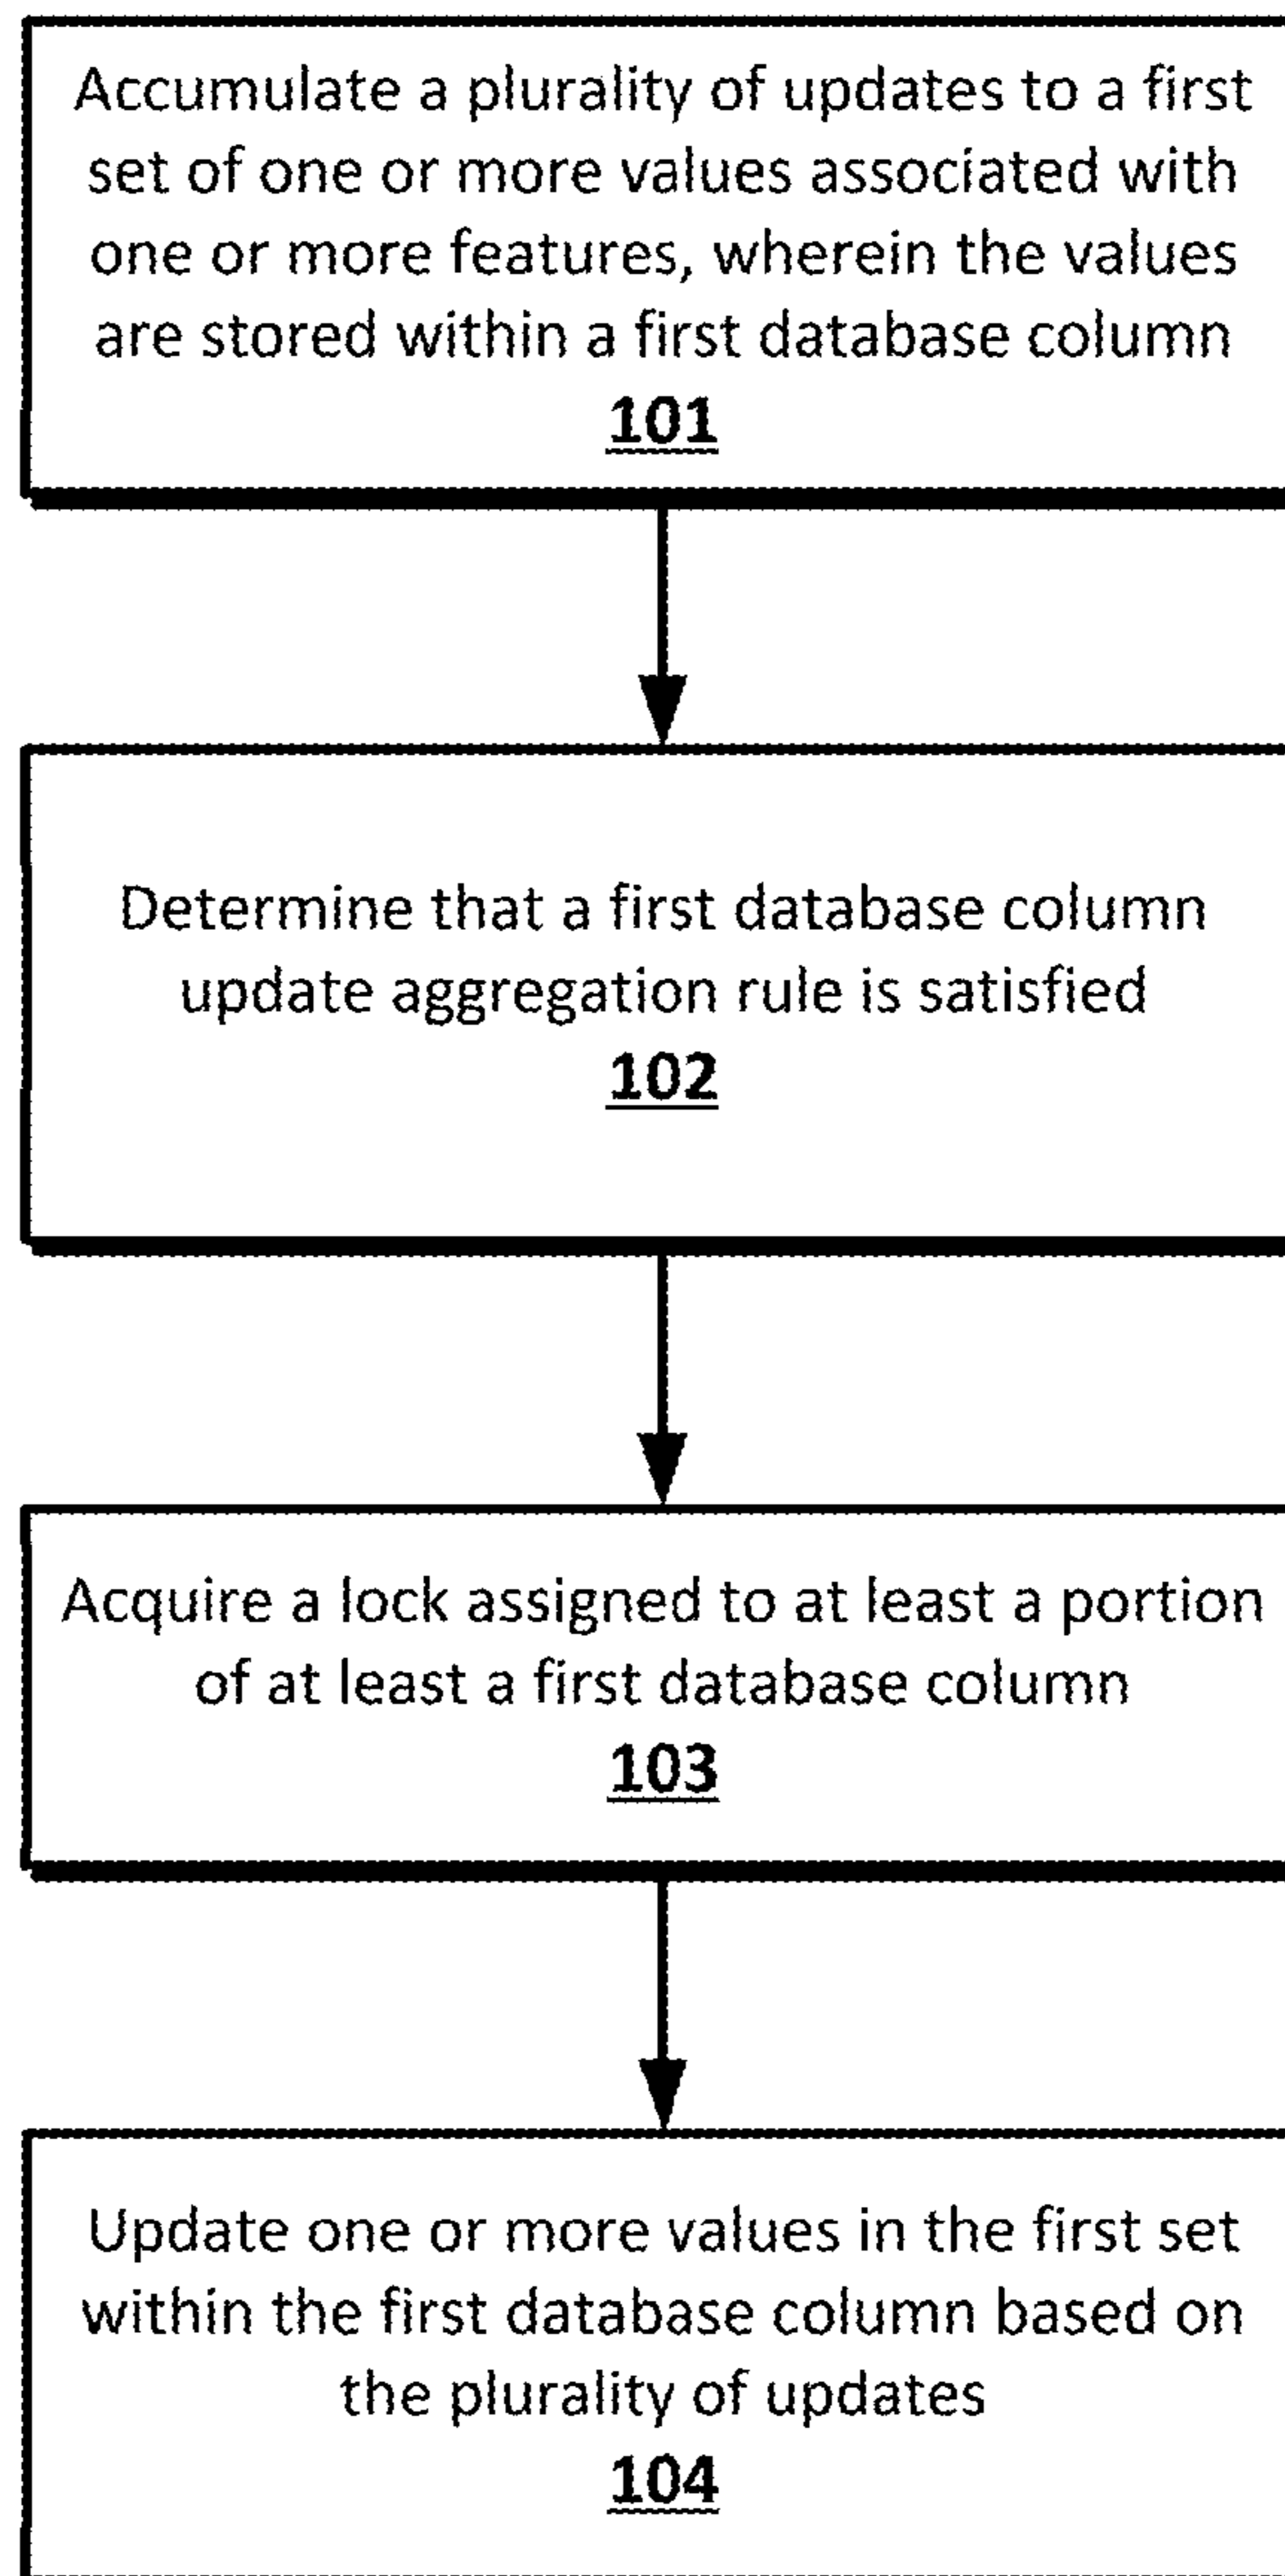 Accumulate a plurality of updates to a first
set of one or more values associated with
one or more features, wherein the values
are stored within a first database column
101
Determine that a first database column
update aggregation rule is satisfied
102
Acquire a lock assigned to at least a portion
of at least a first database column
103
Update one or more values in the first set
within the first database column based on
the plurality of updates
104